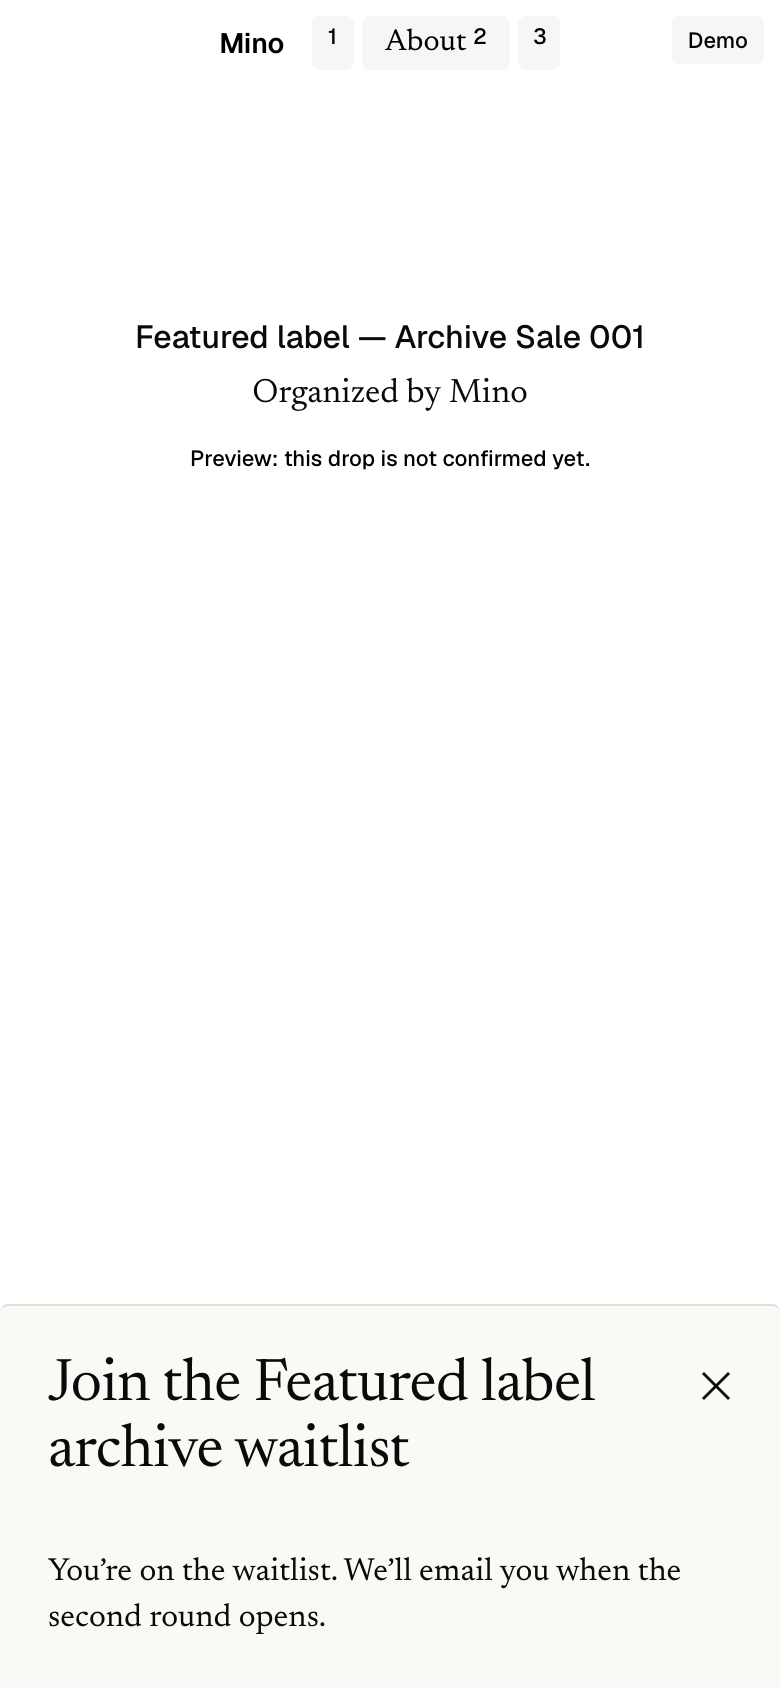 Mino 1 About 2 3 Demo
Featured label — Archive Sale 001
Organized by Mino
Preview: this drop is not confirmed yet.
Join the Featured label
archive waitlist
You’re on the waitlist. We’ll email you when the
second round opens.